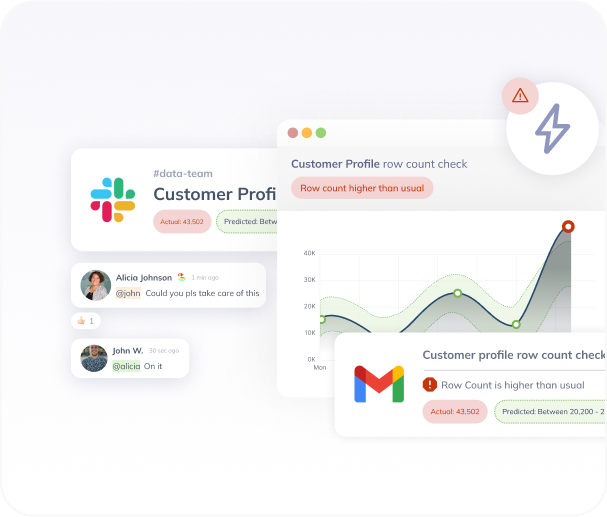 #data-team
Customer Profi
Actual: 43,502
Predicted: Betw
Alicia Johnson 1 min ago
@john Could you pls take care of this
1
John W. 30 sec ago
@alicia On it
Customer Profile row count check
Row count higher than usual
40K
30K
20K
10K
0K
Mon
Customer profile row count check
Row Count is higher than usual
Actual: 43,502
Predicted: Between 20,200 - 2